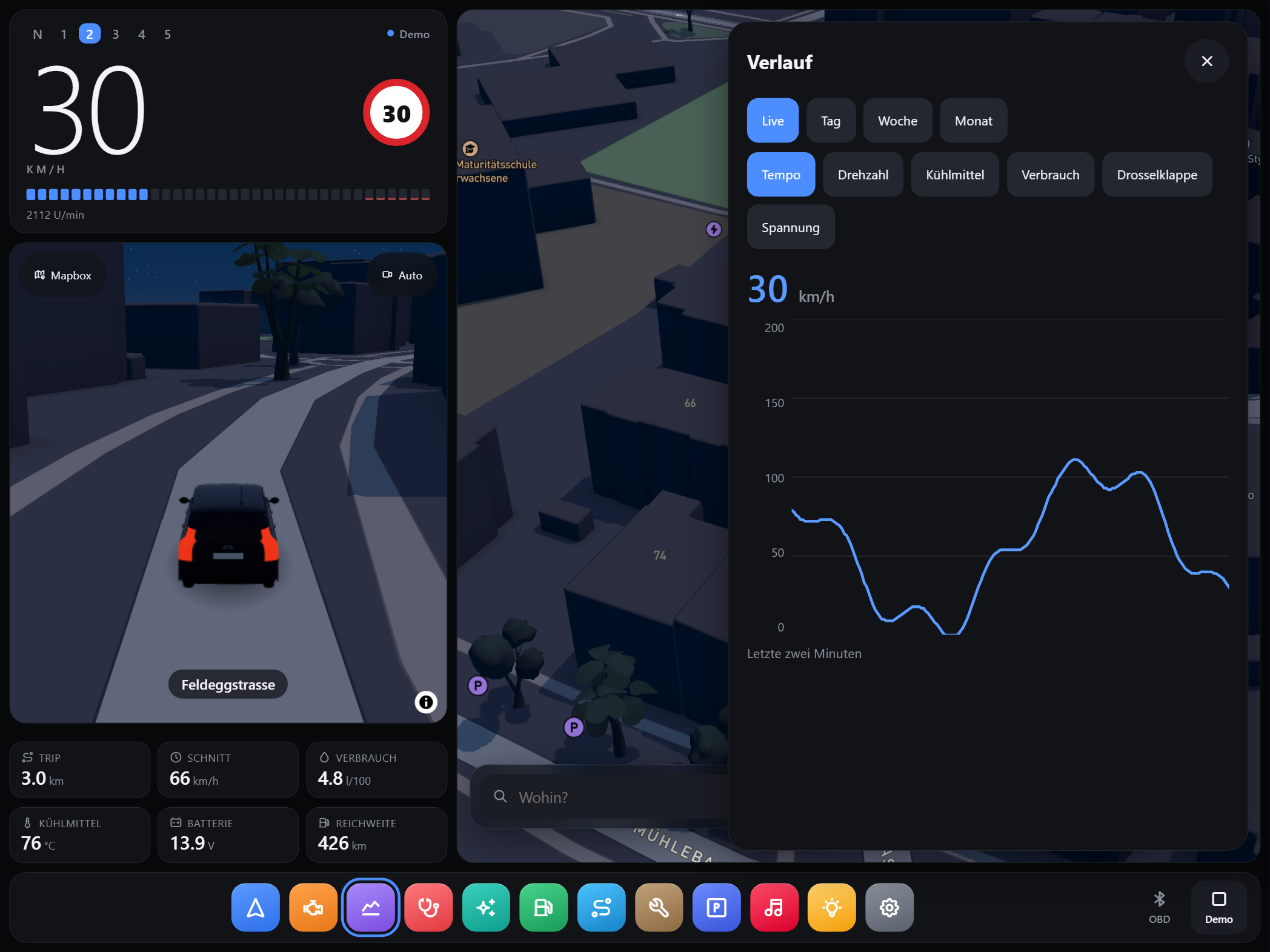 N 1 2 3 4 5
Demo
30
30
KM/H
2112 U/min
Mapbox
Auto
Feldeggstrasse
TRIP
3.0 km
SCHNITT
66 km/h
VERBRAUCH
4.8 l/100
KÜHLMITTEL
76 °C
BATTERIE
13.9 V
REICHWEITE
426 km
Maturitätsschule
rwachsene
66
74
P
P
Wohin?
MÜHLEBA
Verlauf
Live
Tag
Woche
Monat
Tempo
Drehzahl
Kühlmittel
Verbrauch
Drosselklappe
Spannung
30 km/h
200
150
100
50
0
Letzte zwei Minuten
P
OBD
Demo